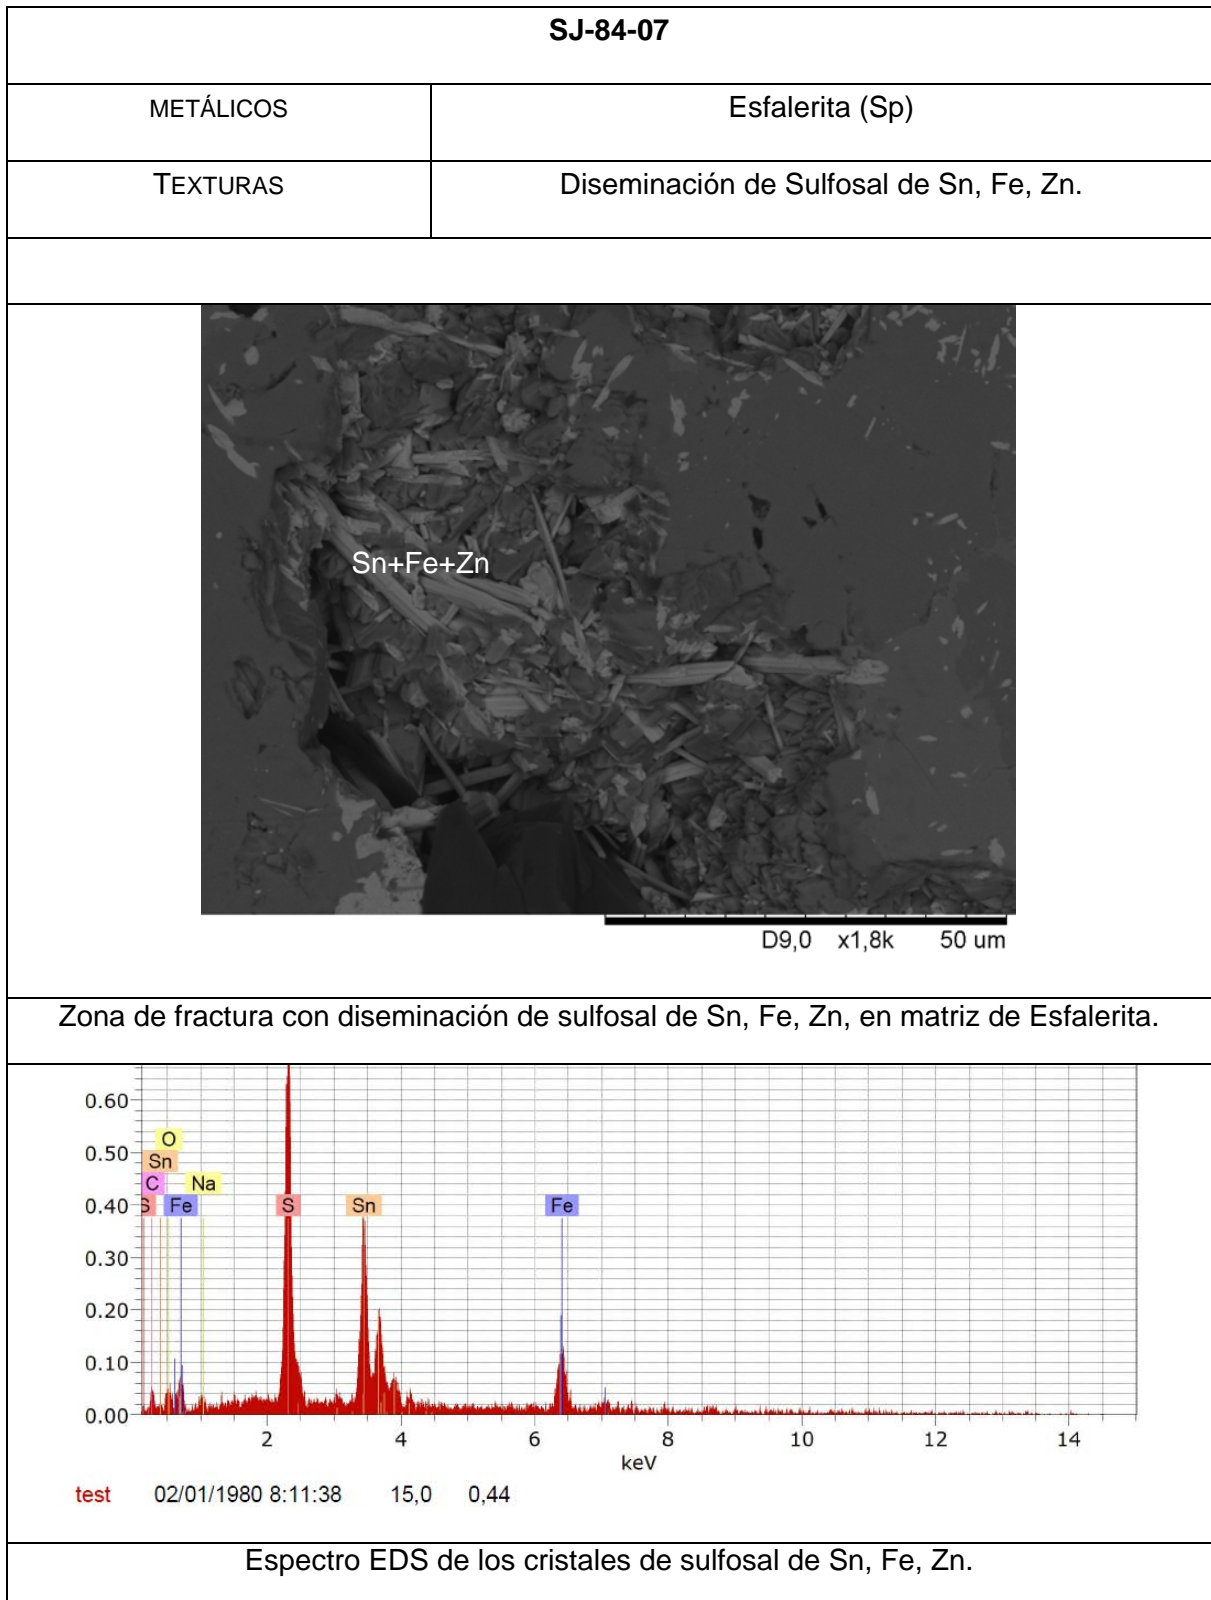 SJ-84-07
METÁLICOS
Esfalerita (Sp)
TEXTURAS
Diseminación de Sulfosal de Sn, Fe, Zn.
Sn+Fe+Zn
D9,0 x1,8k 50 um
Zona de fractura con diseminación de sulfosal de Sn, Fe, Zn, en matriz de Esfalerita.
0.60
0.50
0.40
0.30
0.20
0.10
0.00
O
Sn
C Na
S Fe S Sn Fe
2 4 6 8 10 12 14
keV
test 02/01/1980 8:11:38 15,0 0,44
Espectro EDS de los cristales de sulfosal de Sn, Fe, Zn.